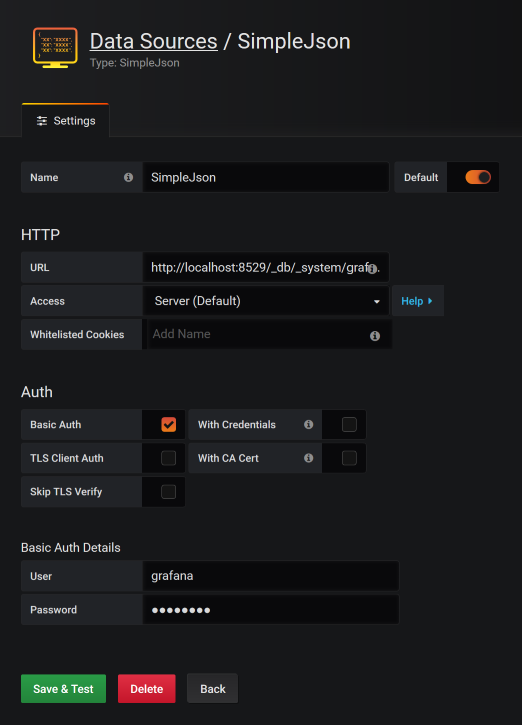 Data Sources / SimpleJson
Type: SimpleJson
Settings
Name SimpleJson Default
HTTP
URL http://localhost:8529/_db/_system/grafi.
Access Server (Default) Help
Whitelisted Cookies Add Name
Auth
Basic Auth With Credentials
TLS Client Auth With CA Cert
Skip TLS Verify
Basic Auth Details
User grafana
Password ●●●●●●●●
Save & Test Delete Back